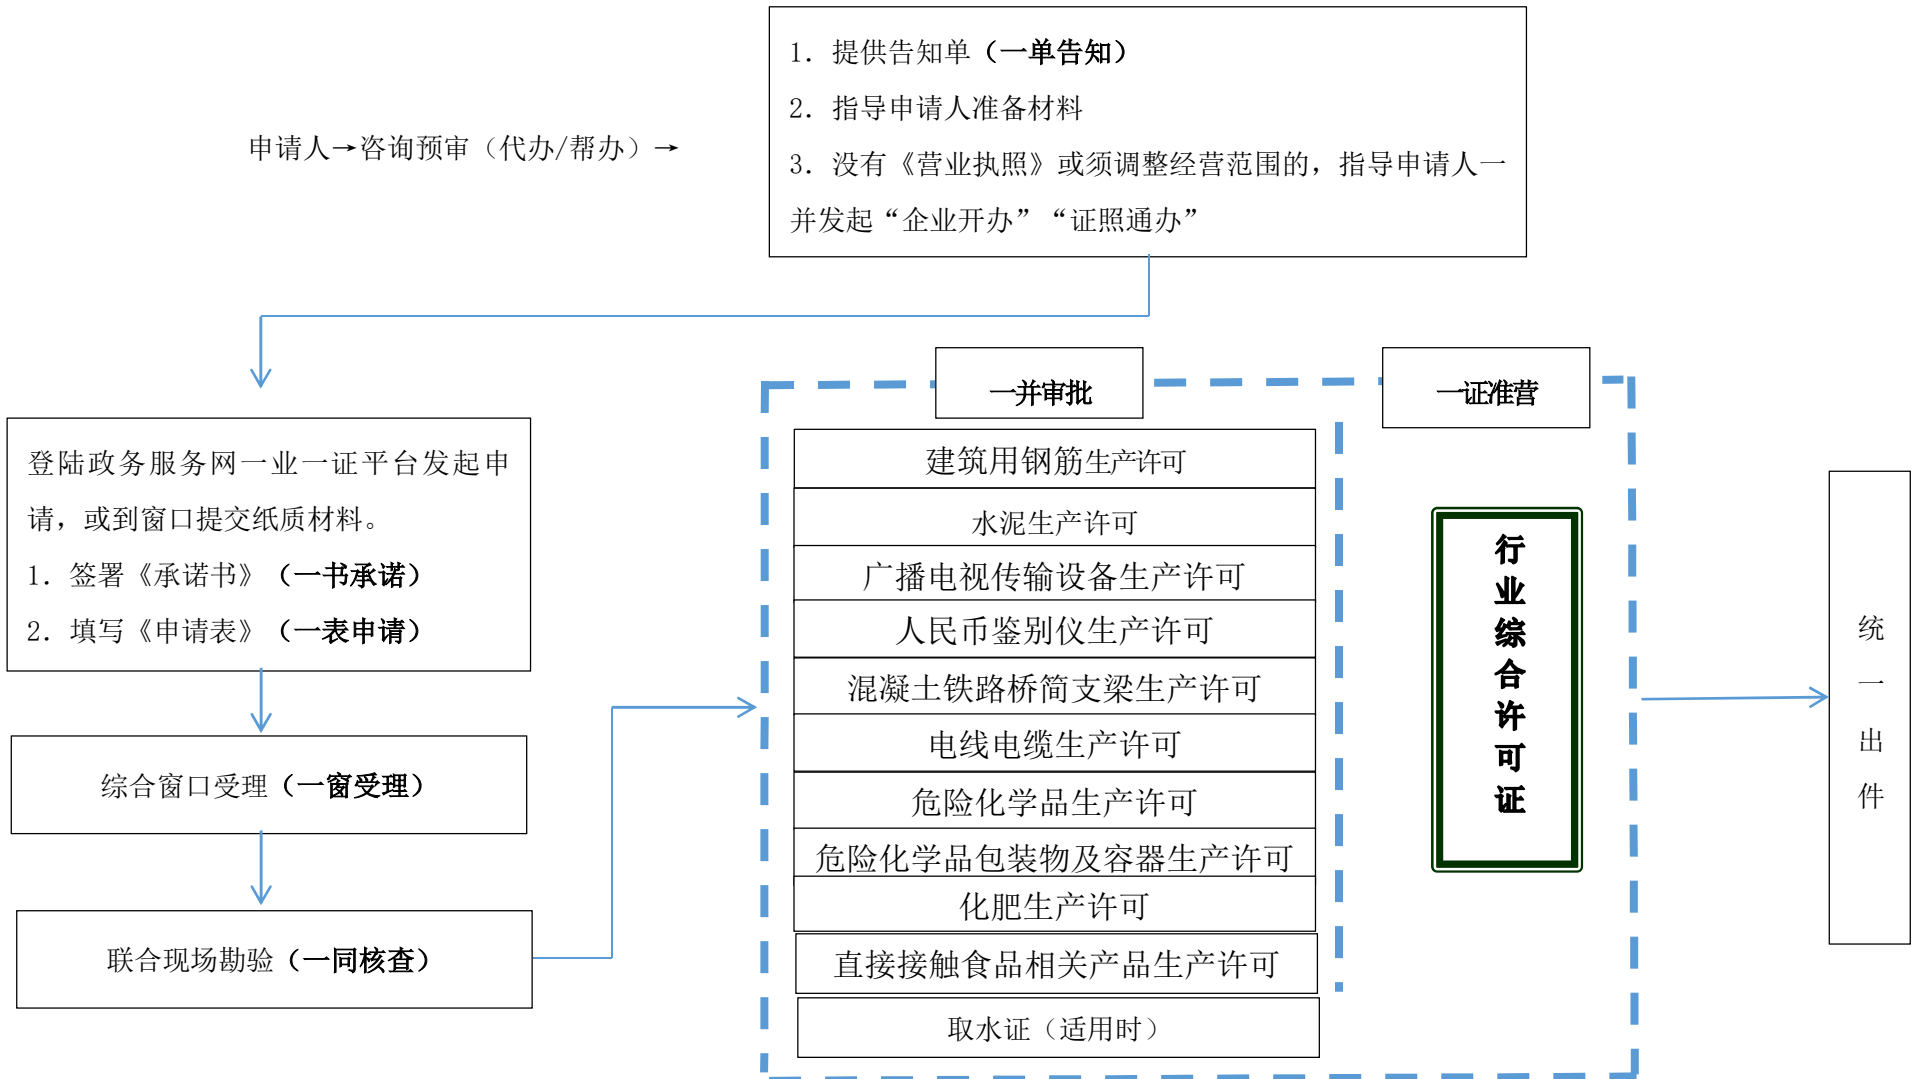 1. 提供告知单（一单告知）
2. 指导申请人准备材料
申请人→咨询预审（代办/帮办）→
3. 没有《营业执照》或须调整经营范围的，指导申请人一
并发起“企业开办”“证照通办”
登陆政务服务网一业一证平台发起申
请，或到窗口提交纸质材料。
1. 签署《承诺书》（一书承诺）
2. 填写《申请表》（一表申请）
综合窗口受理（一窗受理）
联合现场勘验（一同核查）
一并审批
建筑用钢筋生产许可
水泥生产许可
广播电视传输设备生产许可
人民币鉴别仪生产许可
混凝土铁路桥简支梁生产许可
电线电缆生产许可
危险化学品生产许可
危险化学品包装物及容器生产许可
化肥生产许可
直接接触食品相关产品生产许可
取水证（适用时）
一证准营
行业综合许可证
统一出件